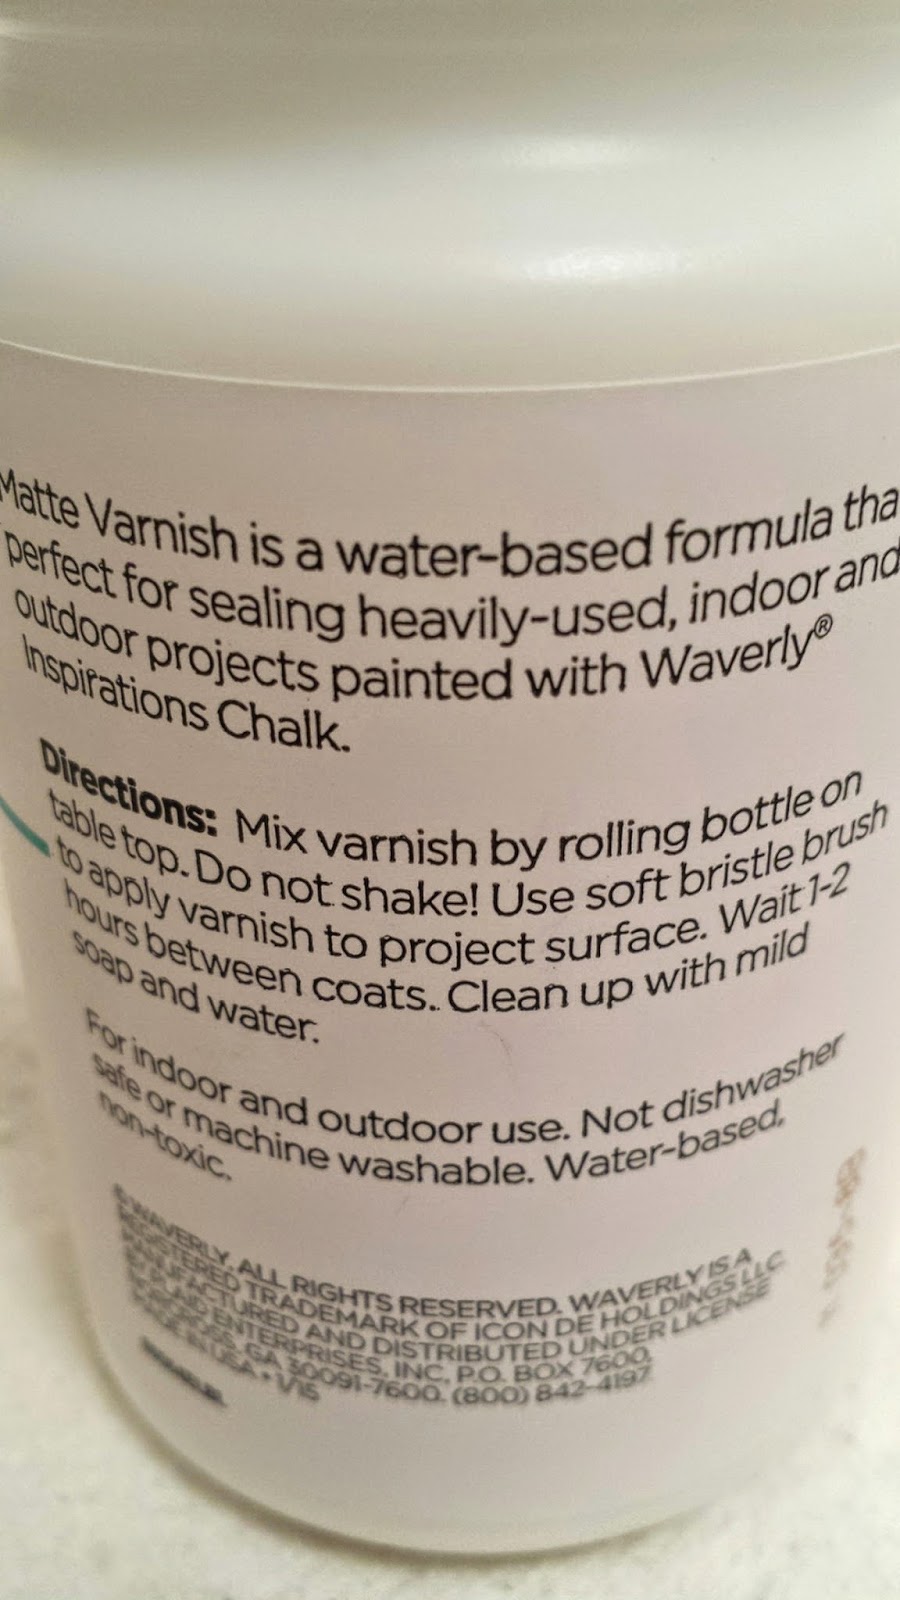 Matte Varnish is a water-based formula tha
perfect for sealing heavily-used, indoor and
outdoor projects painted with Waverly®
Inspirations Chalk.
Directions: Mix varnish by rolling bottle on
table top. Do not shake! Use soft bristle brush
to apply varnish to project surface. Wait 1-2
hours between coats. Clean up with mild
soap and water.
For indoor and outdoor use. Not dishwasher
safe or machine washable. Water-based,
non-toxic.
© WAVERLY. ALL RIGHTS RESERVED. WAVERLY IS A
REGISTERED TRADEMARK OF ICON DE HOLDINGS LLC
MANUFACTURED AND DISTRIBUTED UNDER LICENSE
BY PLAID ENTERPRISES, INC, P.O. BOX 7600,
NORCROSS, GA 30091-7600. (800) 842-4197
MADE IN USA • 1/15